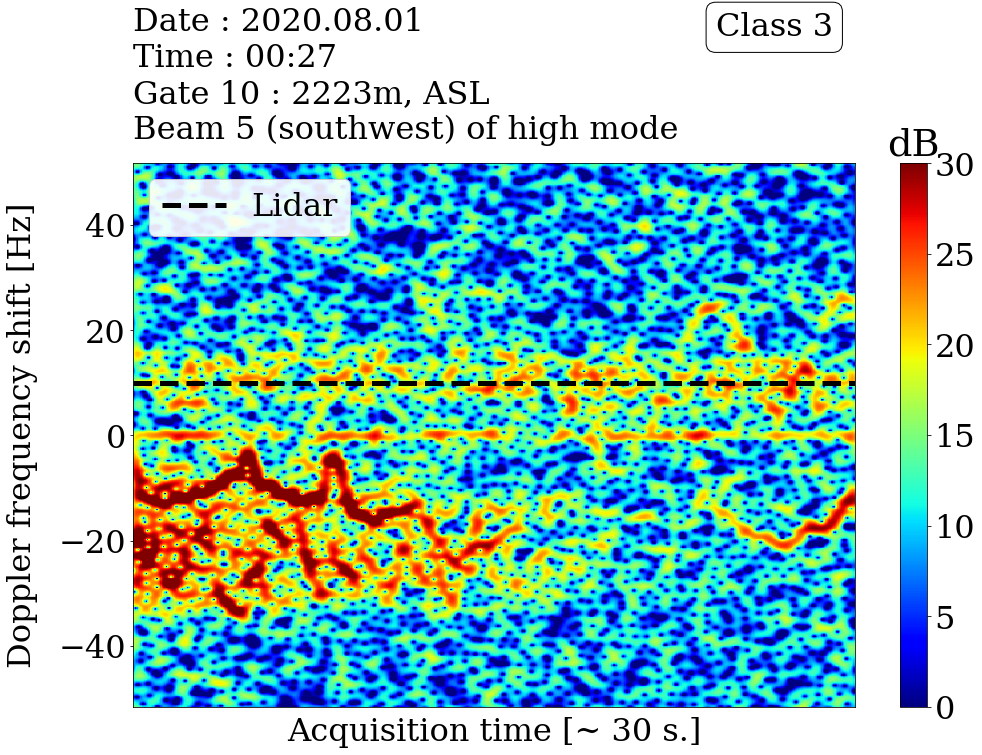 Date : 2020.08.01
Time : 00:27
Gate 10 : 2223m, ASL
Beam 5 (southwest) of high mode
Class 3
dB
Lidar
Doppler frequency shift [Hz]
40
20
0
−20
−40
30
25
20
15
10
5
0
Acquisition time [~ 30 s.]